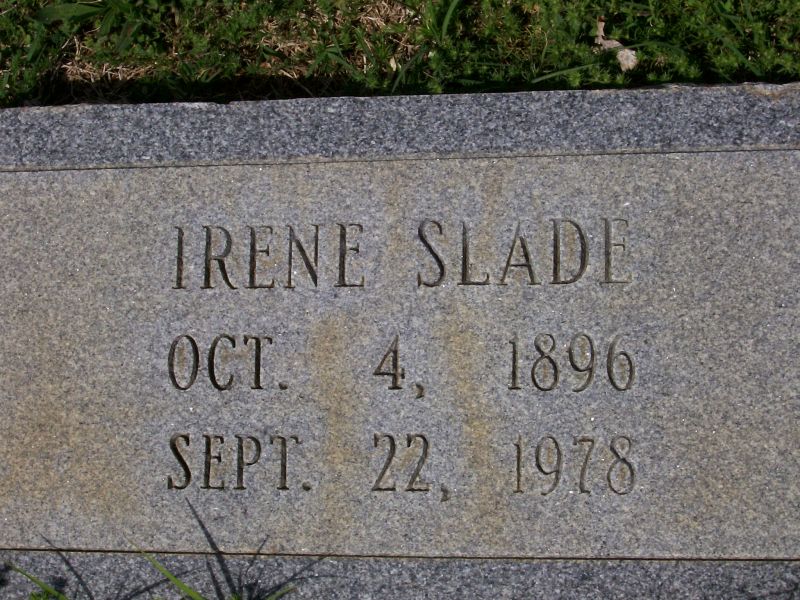 IRENE SLADE
OCT. 4, 1896
SEPT. 22, 1978